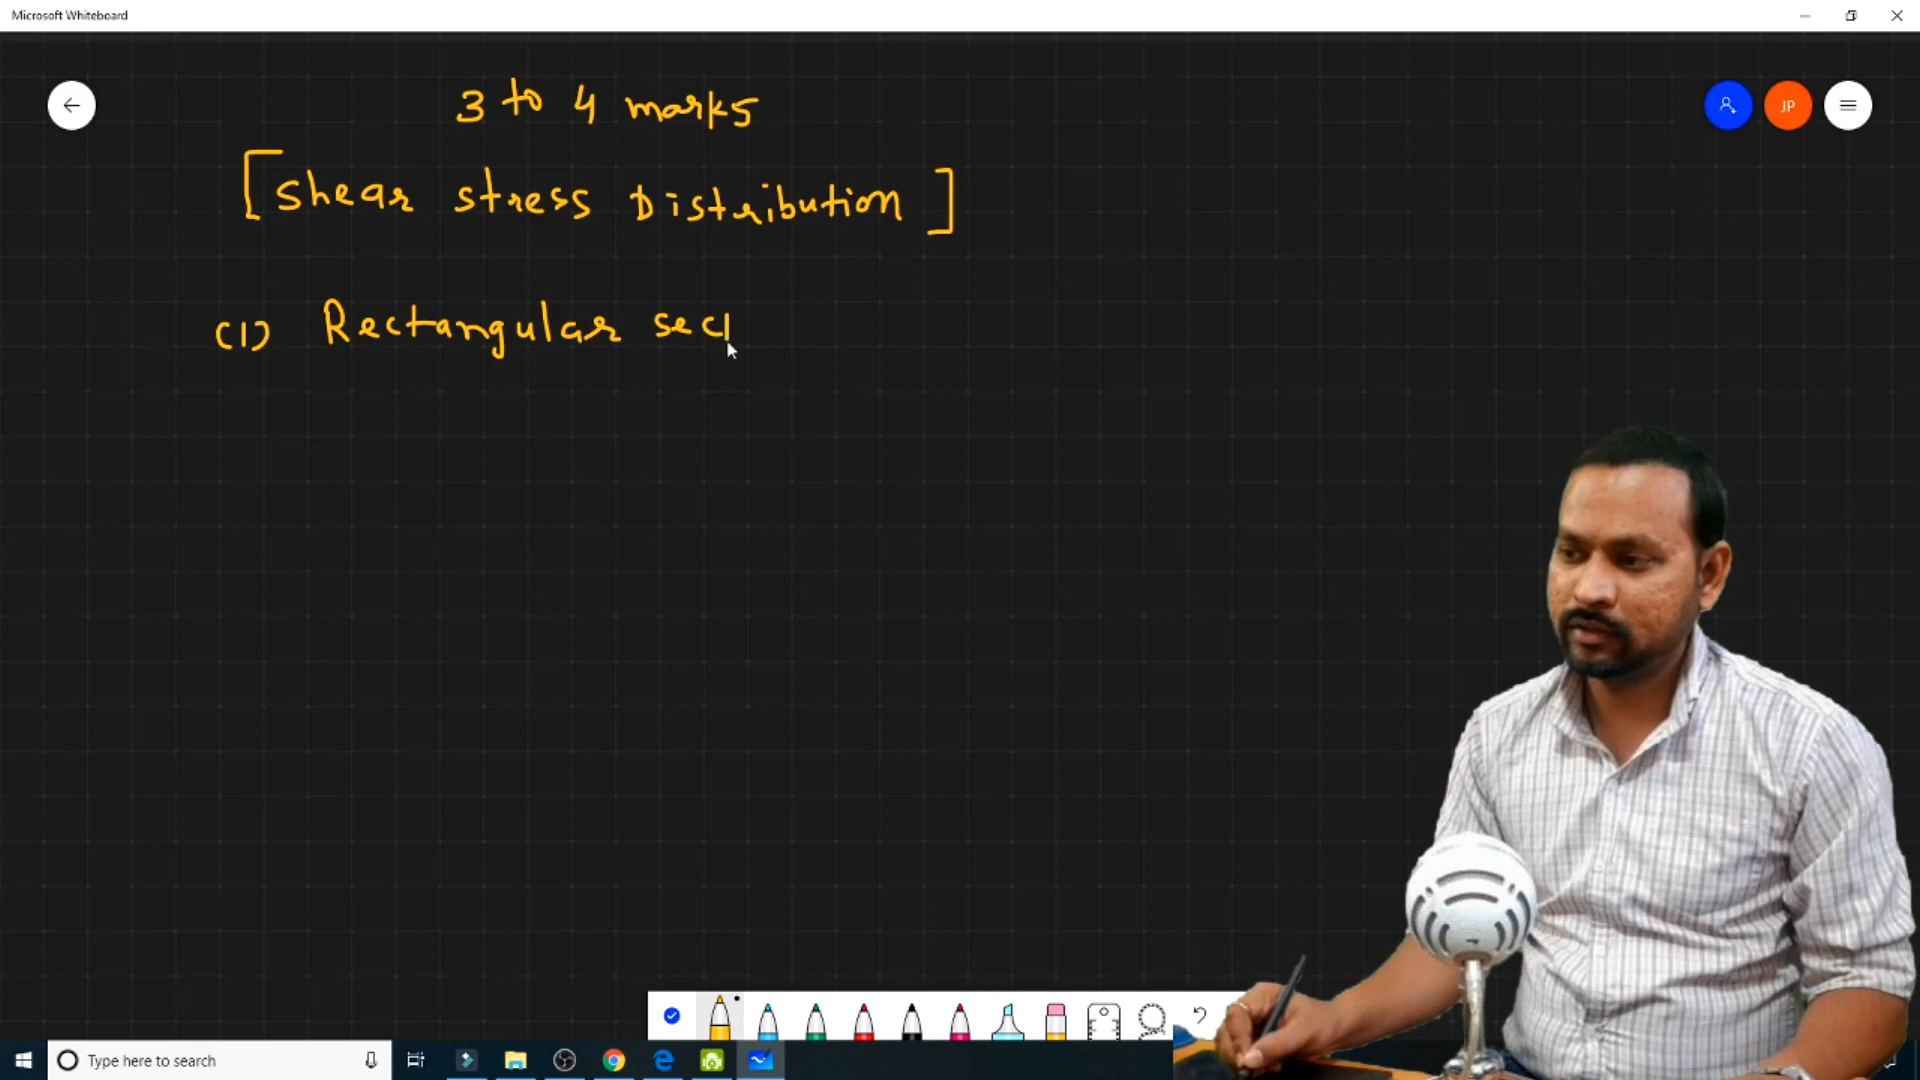 Microsoft Whiteboard
3 to 4 marks
JP
[Shear stress Distribution]
(1) Rectangular sec
Type here to search